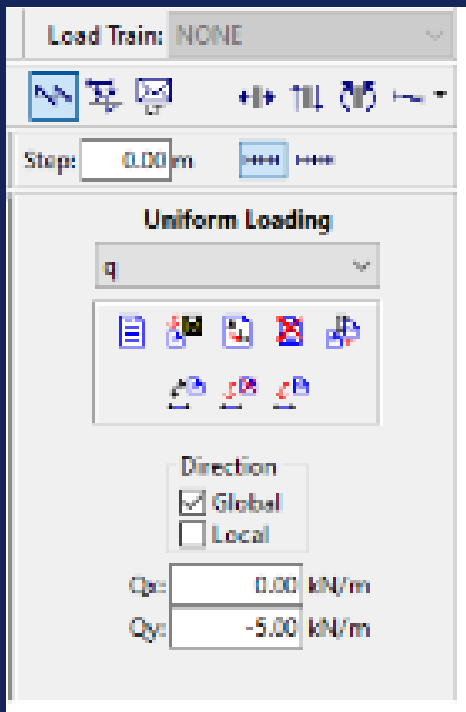 Load Train: NONE
Step: 0.00 m
Uniform Loading
q
Direction
Global
Local
Qx: 0.00 kN/m
Qy: -5.00 kN/m